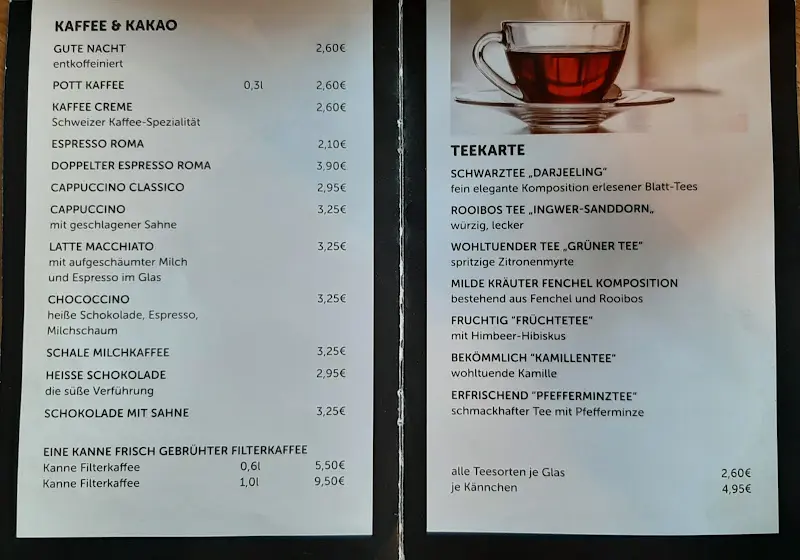 KAFFEE & KAKAO
GUTE NACHT 2,60€
entkoffeiniert
POTT KAFFEE 0,3l 2,60€
KAFFEE CREME 2,60€
Schweizer Kaffee-Spezialität
ESPRESSO ROMA 2,10€
DOPPELTER ESPRESSO ROMA 3,90€
CAPPUCCINO CLASSICO 2,95€
CAPPUCCINO 3,25€
mit geschlagener Sahne
LATTE MACCHIATO 3,25€
mit aufgeschäumter Milch
und Espresso im Glas
CHOCOCCINO 3,25€
heiße Schokolade, Espresso,
Milchschaum
SCHALE MILCHKAFFEE 3,25€
HEISSE SCHOKOLADE 2,95€
die süße Verführung
SCHOKOLADE MIT SAHNE 3,25€
EINE KANNE FRISCH GEBRÜHTER FILTERKAFFEE
Kanne Filterkaffee 0,6l 5,50€
Kanne Filterkaffee 1,0l 9,50€
TEEKARTE
SCHWARZTEE „DARJEELING"
fein elegante Komposition erlesener Blatt-Tees
ROOIBOS TEE „INGWER-SANDDORN„
würzig, lecker
WOHLTUENDER TEE „GRÜNER TEE"
spritzige Zitronenmyrte
MILDE KRÄUTER FENCHEL KOMPOSITION
bestehend aus Fenchel und Rooibos
FRUCHTIG "FRÜCHTETEE"
mit Himbeer-Hibiskus
BEKÖMMLICH "KAMILLENTEE"
wohltuende Kamille
ERFRISCHEND "PFEFFERMINZTEE"
schmackhafter Tee mit Pfefferminze
alle Teesorten je Glas 2,60€
je Kännchen 4,95€